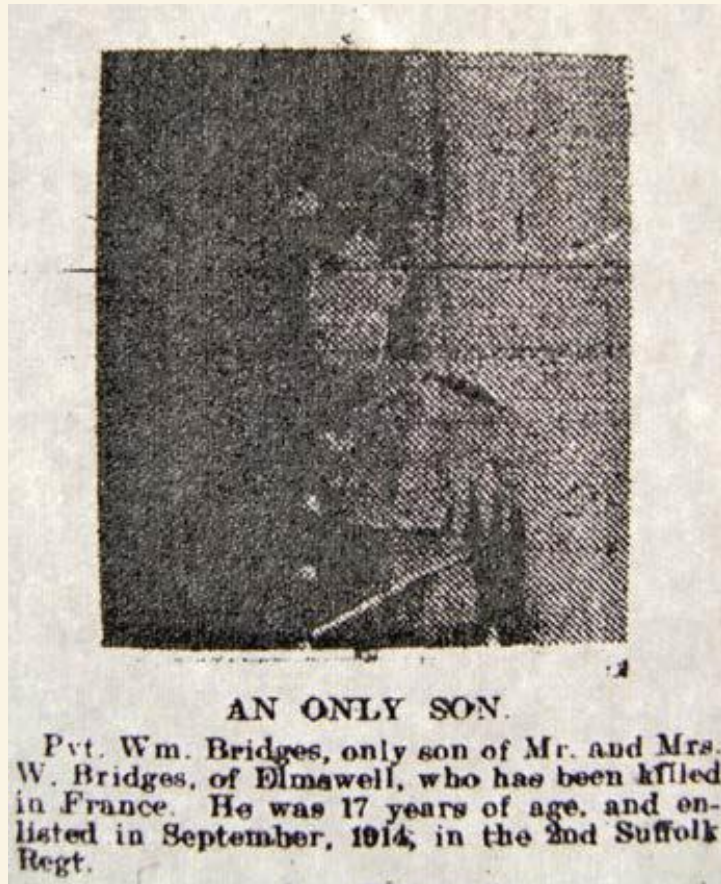 AN ONLY SON.
Pvt. Wm. Bridges, only son of Mr. and Mrs.
W. Bridges, of Elmswell, who has been killed
in France. He was 17 years of age, and en-
listed in September, 1914, in the 2nd Suffolk
Regt.